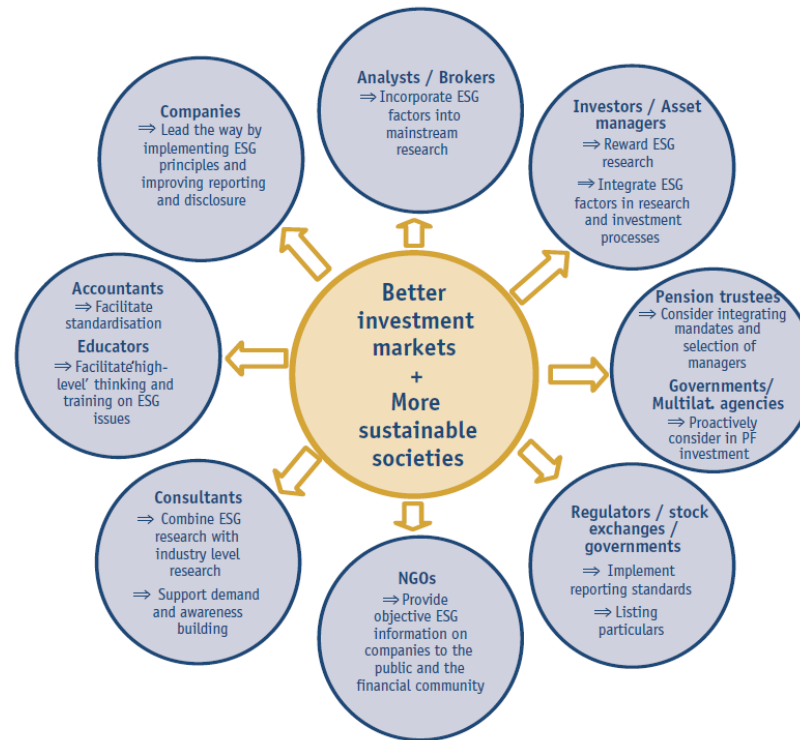 Better
investment
markets
+
More
sustainable
societies
Analysts / Brokers
⇒ Incorporate ESG
factors into
mainstream
research
Investors / Asset
managers
⇒ Reward ESG
research
⇒ Integrate ESG
factors in research
and investment
processes
Pension trustees
⇒ Consider integrating
mandates and
selection of
managers
Governments/
Multilat. agencies
⇒ Proactively
consider in PF
investment
Regulators / stock
exchanges /
governments
⇒ Implement
reporting standards
⇒ Listing
particulars
NGOs
⇒ Provide
objective ESG
information on
companies to the
public and the
financial community
Consultants
⇒ Combine ESG
research with
industry level
research
⇒ Support demand
and awareness
building
Accountants
⇒ Facilitate
standardisation
Educators
⇒ Facilitate‘high-
level’ thinking and
training on ESG
issues
Companies
⇒ Lead the way by
implementing ESG
principles and
improving reporting
and disclosure